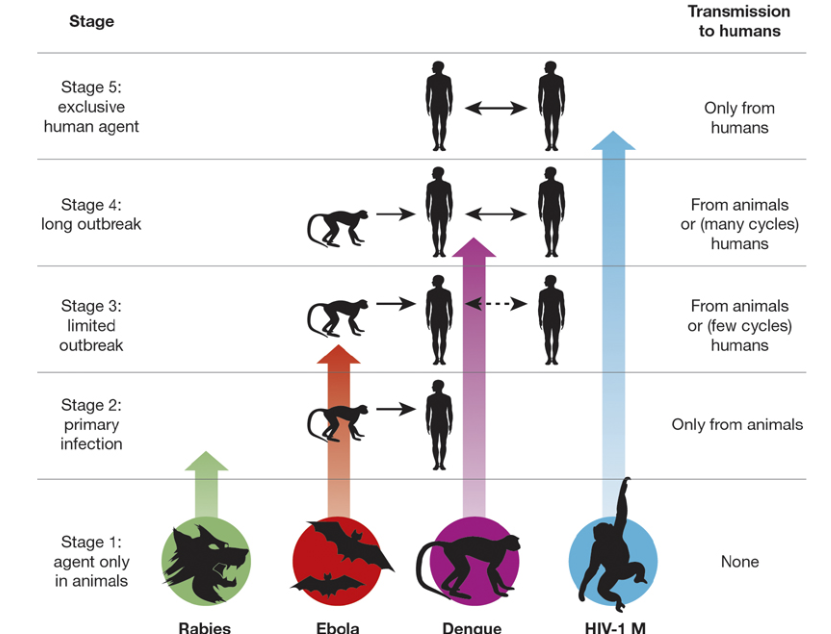 Stage
Transmission
to humans
Stage 5:
exclusive
human agent
Only from
humans
Stage 4:
long outbreak
From animals
or (many cycles)
humans
Stage 3:
limited
outbreak
From animals
or (few cycles)
humans
Stage 2:
primary
infection
Only from animals
Stage 1:
agent only
in animals
None
Rabies
Ebola
Dengue
HIV-1 M